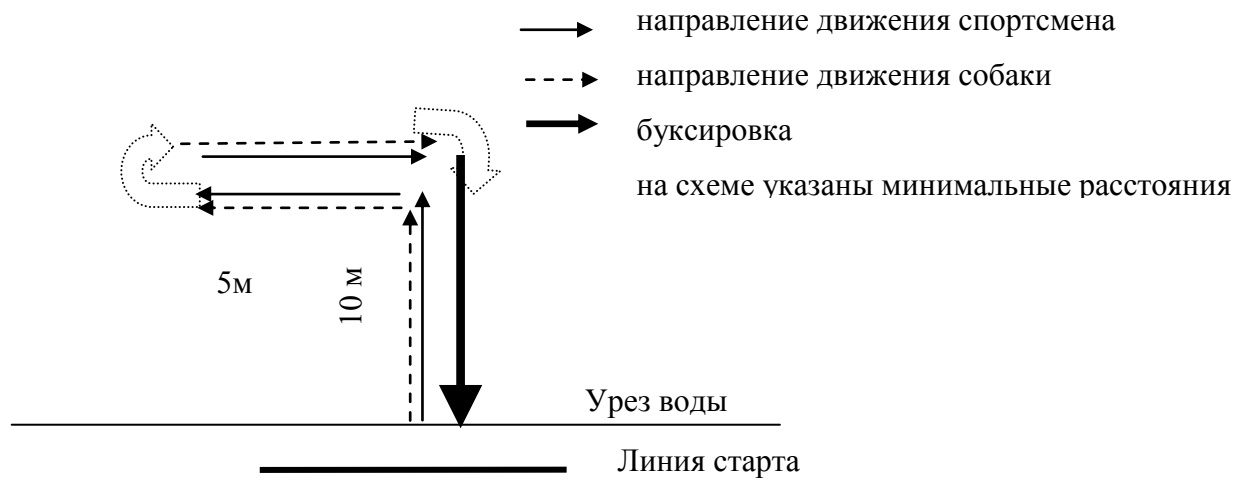 направление движения спортсмена
направление движения собаки
буксировка
на схеме указаны минимальные расстояния
5м
10 м
Урез воды
Линия старта